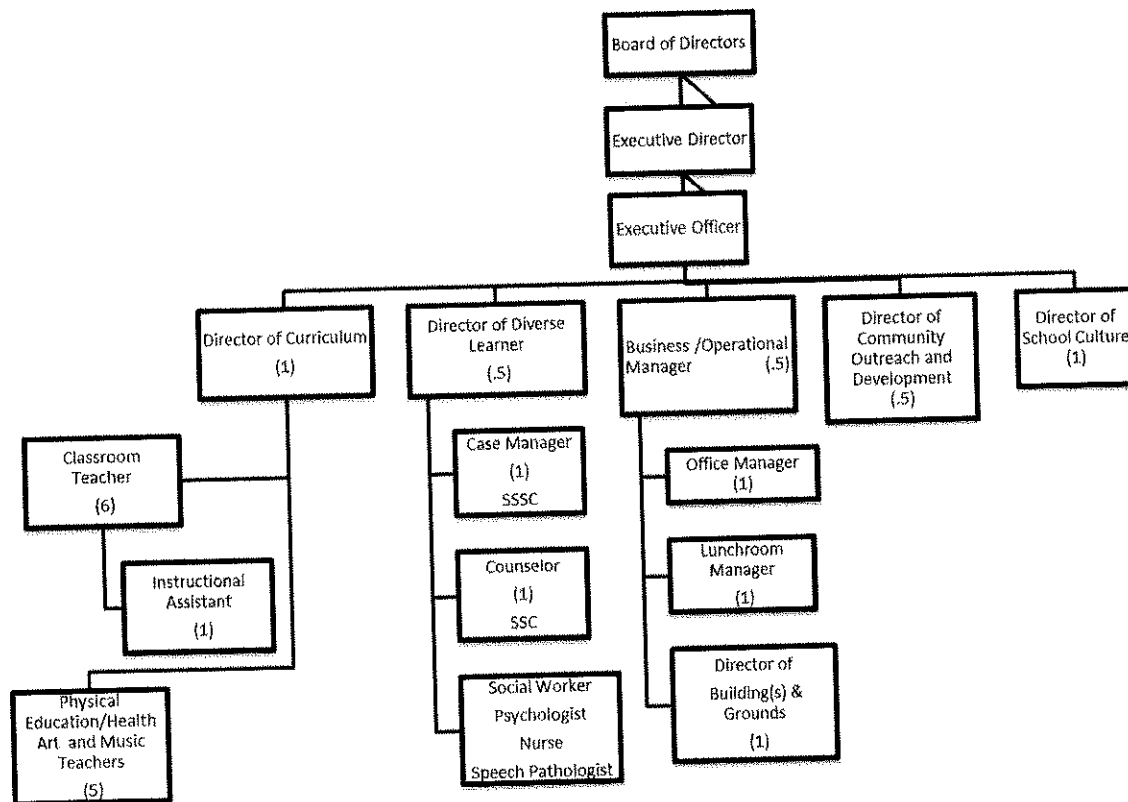 Board of Directors
Executive Director
Executive Officer
Director of Curriculum
(1)
Director of Diverse
Learner
(.5)
Business /Operational
Manager (.5)
Director of
Community
Outreach and
Development
(.5)
Director of
School Culture
(1)
Classroom
Teacher
(6)
Instructional
Assistant
(1)
Physical
Education/Health
Art and Music
Teachers
(5)
Case Manager
(1)
SSSC
Counselor
(1)
SSC
Social Worker
Psychologist
Nurse
Speech Pathologist
Office Manager
(1)
Lunchroom
Manager
(1)
Director of
Building(s) &
Grounds
(1)